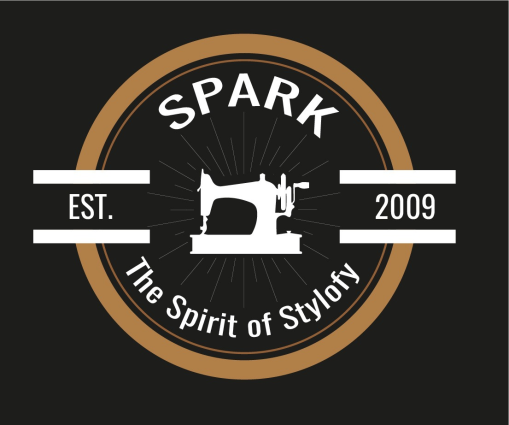 SPARK
EST.
2009
The Spirit of Stylofy